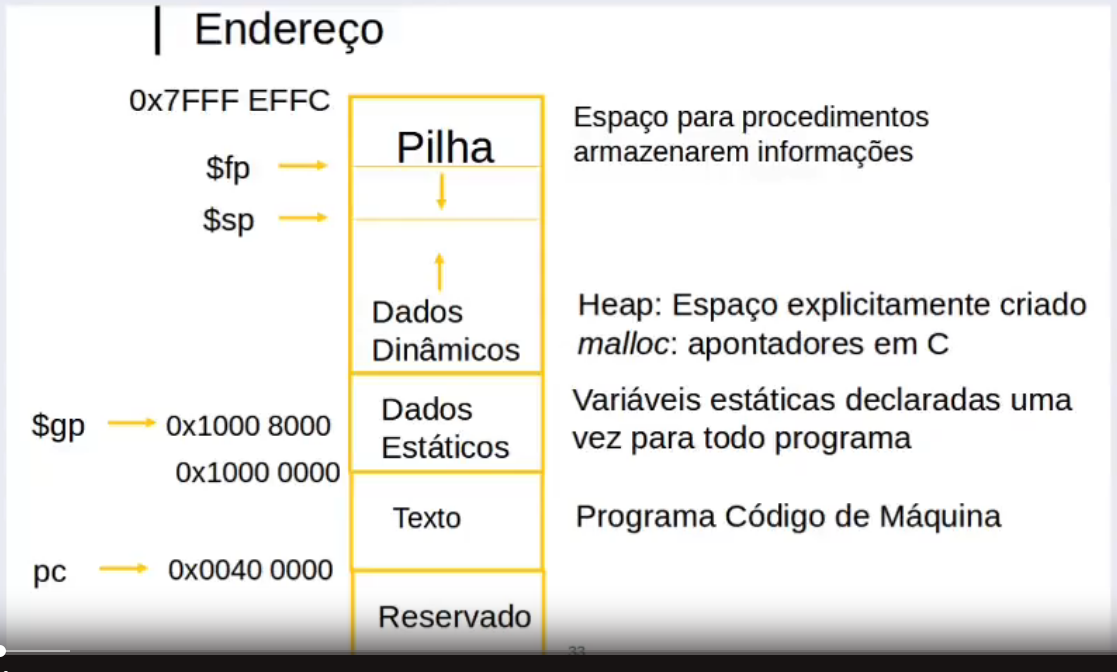 Endereço
0x7FFF EFFC
Pilha
Espaço para procedimentos
armazenarem informações
$fp
$sp
Dados
Dinâmicos
Heap: Espaço explicitamente criado
malloc: apontadores em C
$gp
0x1000 8000
Dados
Estáticos
Variáveis estáticas declaradas uma
vez para todo programa
0x1000 0000
Texto
Programa Código de Máquina
pc
0x0040 0000
Reservado
33